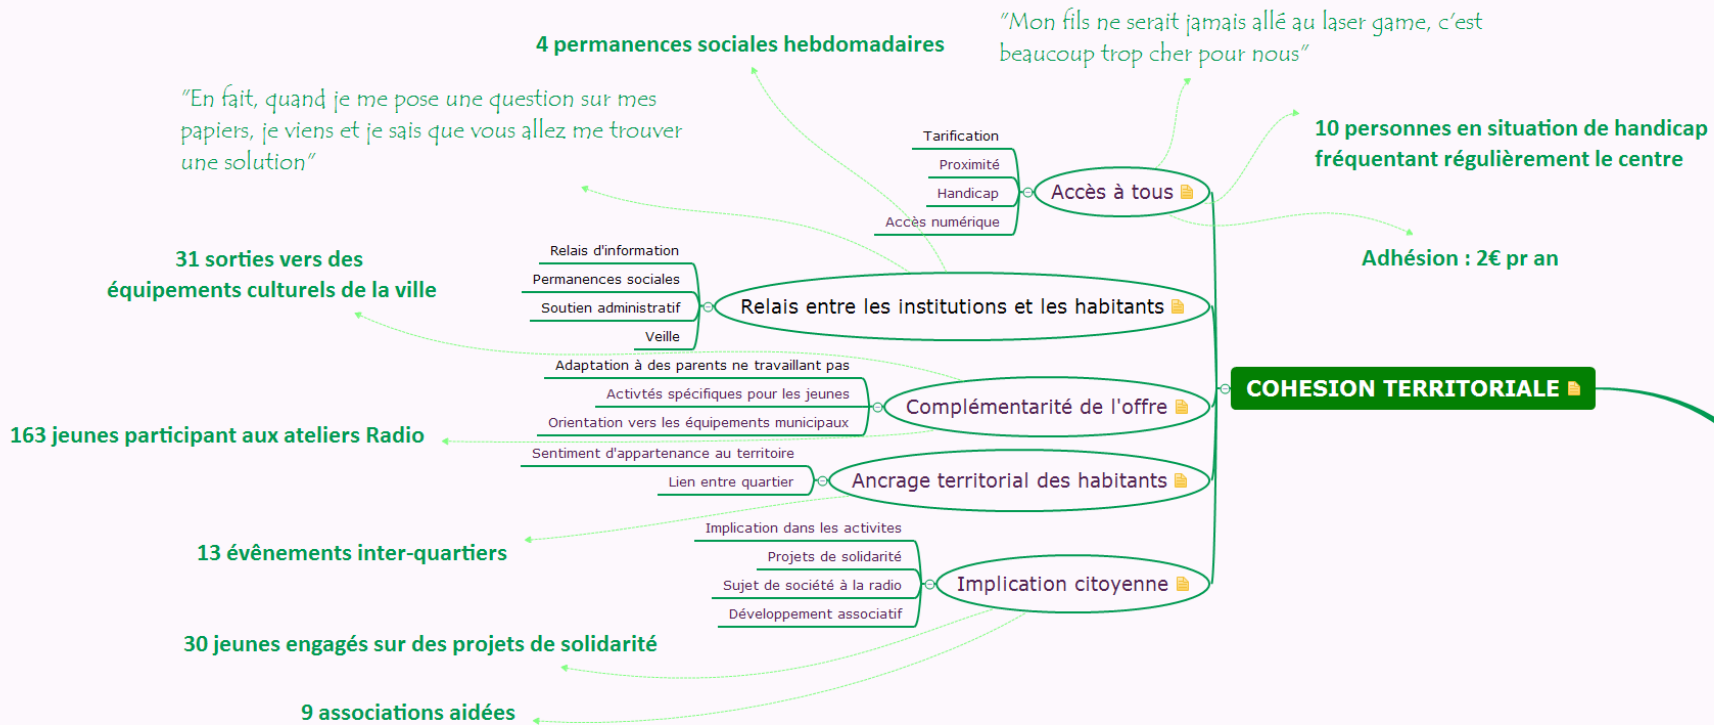 "Mon fils ne serait jamais allé au laser game, c'est
beaucoup trop cher pour nous"
4 permanences sociales hebdomadaires
"En fait, quand je me pose une question sur mes
papiers, je viens et je sais que vous allez me trouver
une solution"
10 personnes en situation de handicap
fréquentant régulièrement le centre
Tarification
Proximité
Handicap
Accès numérique
Accès à tous
Adhésion : 2€ pr an
31 sorties vers des
équipements culturels de la ville
Relais d'information
Permanences sociales
Soutien administratif
Veille
Relais entre les institutions et les habitants
Adaptation à des parents ne travaillant pas
Activtés spécifiques pour les jeunes
Orientation vers les équipements municipaux
Complémentarité de l'offre
COHESION TERRITORIALE
163 jeunes participant aux ateliers Radio
Sentiment d'appartenance au territoire
Lien entre quartier
Ancrage territorial des habitants
13 évênements inter-quartiers
Implication dans les activites
Projets de solidarité
Sujet de société à la radio
Développement associatif
Implication citoyenne
30 jeunes engagés sur des projets de solidarité
9 associations aidées